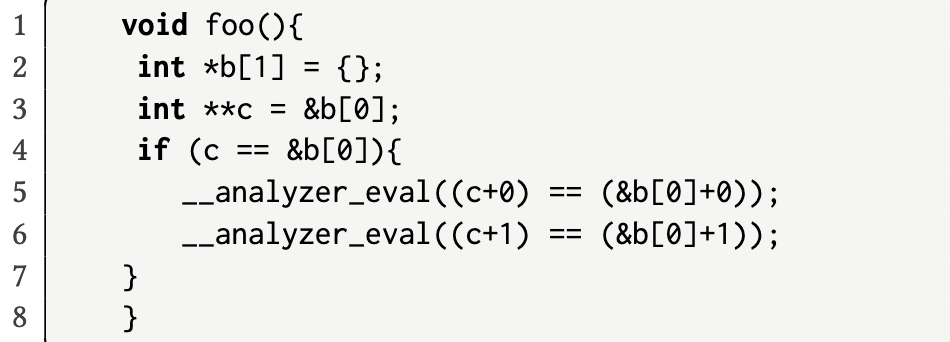 1 void foo(){
2 int *b[1] = {};
3 int **c = &b[0];
4 if (c == &b[0]){
5 __analyzer_eval((c+0) == (&b[0]+0));
6 __analyzer_eval((c+1) == (&b[0]+1));
7 }
8 }